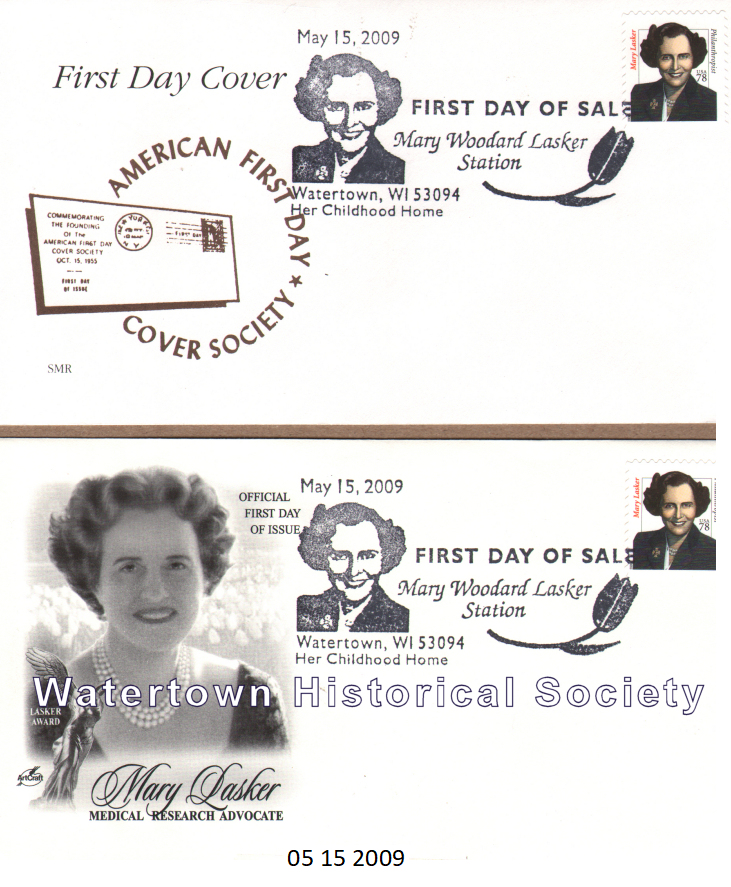 May 15, 2009
First Day Cover
Mary Lasker
Philanthropist
USA
78
FIRST DAY OF SALE
Mary Woodard Lasker
Station
Watertown, WI 53094
Her Childhood Home
AMERICAN FIRST DAY
COVER SOCIETY ★
COMMEMORATING
THE FOUNDING
Of The
AMERICAN FIRST DAY
COVER SOCIETY
OCT. 15, 1955
FIRST DAY
OF ISSUE
FIRST DAY
N Y
SMR
OFFICIAL
FIRST DAY
OF ISSUE
May 15, 2009
Mary Lasker
USA
78
FIRST DAY OF SALE
Mary Woodard Lasker
Station
Watertown, WI 53094
Her Childhood Home
Watertown Historical Society
LASKER
AWARD
ArtCraft
Mary Lasker
MEDICAL RESEARCH ADVOCATE
05 15 2009